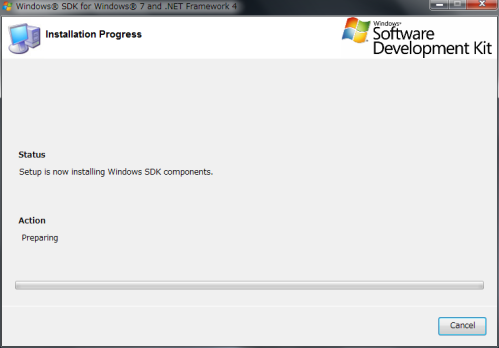 Windows® SDK for Windows® 7 and .NET Framework 4
Installation Progress
Windows®
Software
Development Kit
Status
Setup is now installing Windows SDK components.
Action
Preparing
Cancel